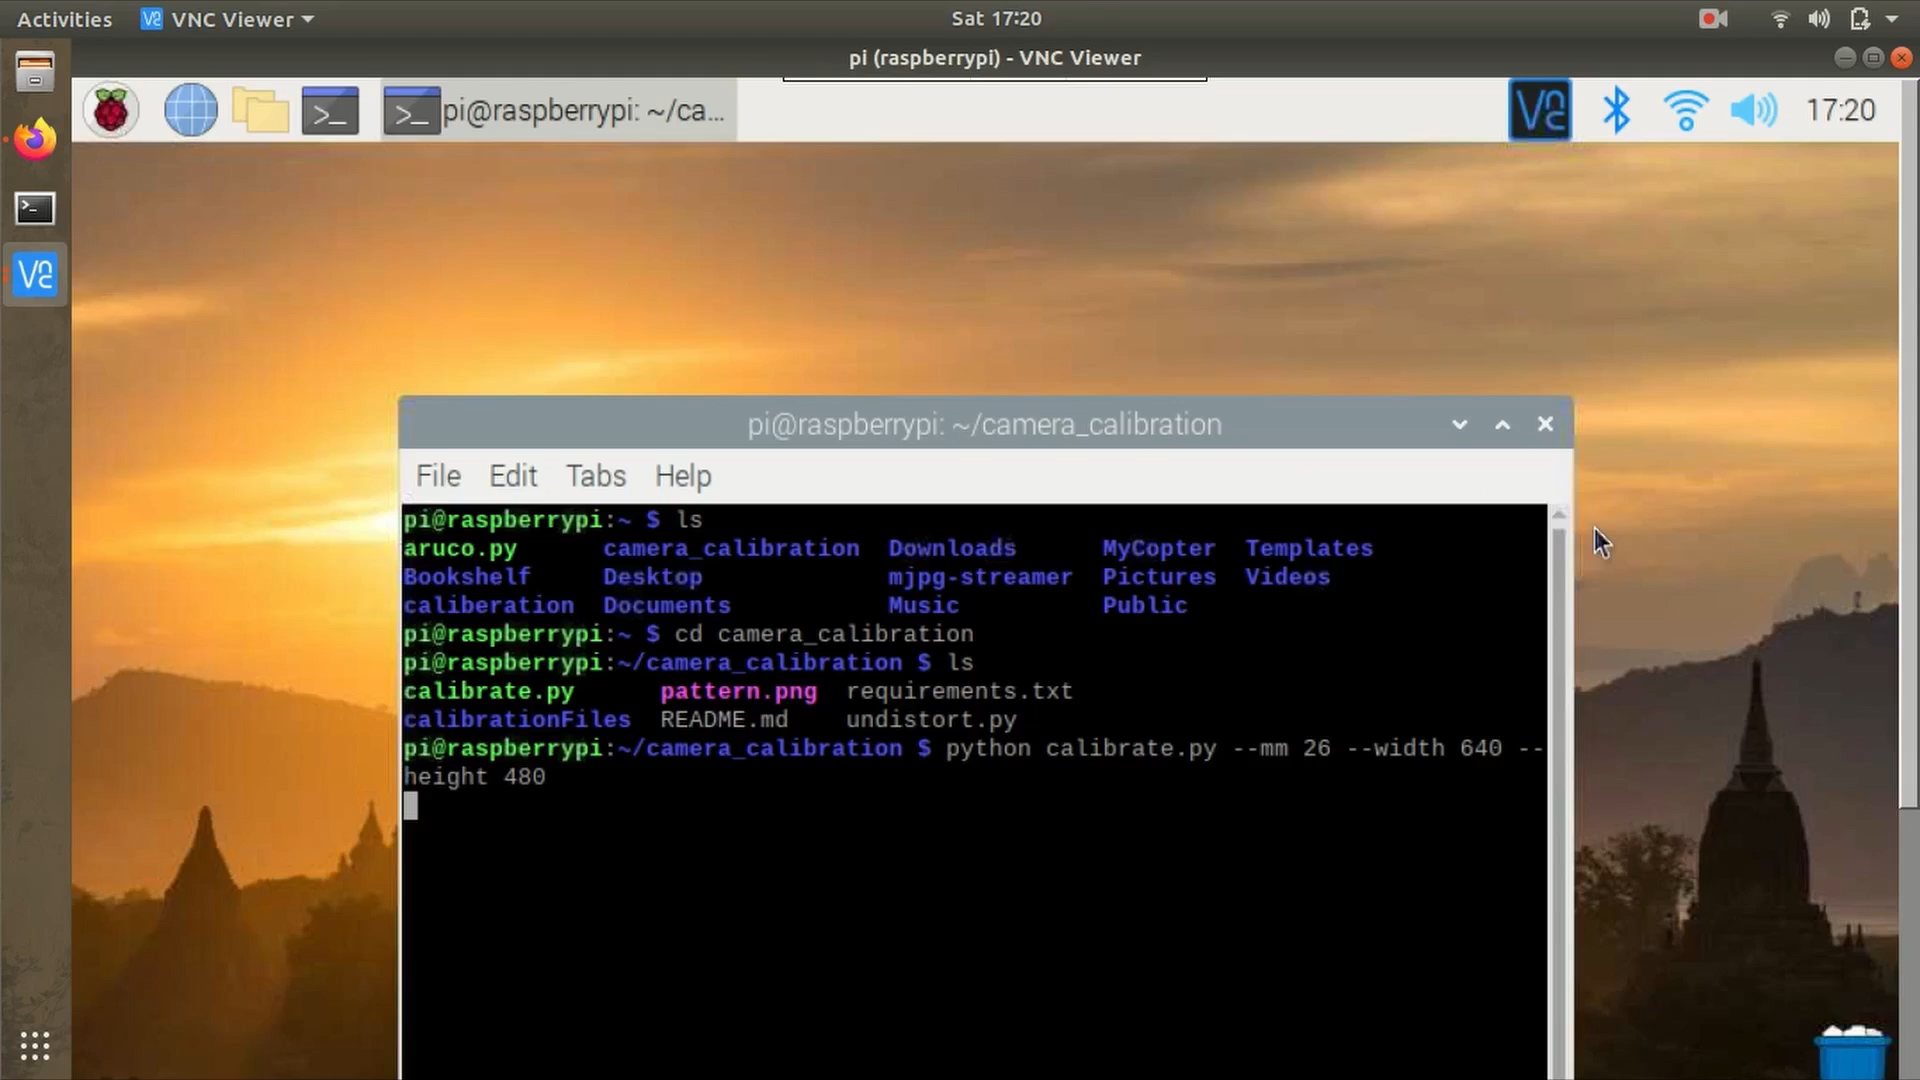 Activities VNC Viewer Sat 17:20
pi (raspberrypi) - VNC Viewer
pi@raspberrypi: ~/ca... 17:20
pi@raspberrypi: ~/camera_calibration
File Edit Tabs Help
pi@raspberrypi:~ $ ls
aruco.py camera_calibration Downloads MyCopter Templates
Bookshelf Desktop mjpg-streamer Pictures Videos
caliberation Documents Music Public
pi@raspberrypi:~ $ cd camera_calibration
pi@raspberrypi:~/camera_calibration $ ls
calibrate.py pattern.png requirements.txt
calibrationFiles README.md undistort.py
pi@raspberrypi:~/camera_calibration $ python calibrate.py --mm 26 --width 640 --
height 480